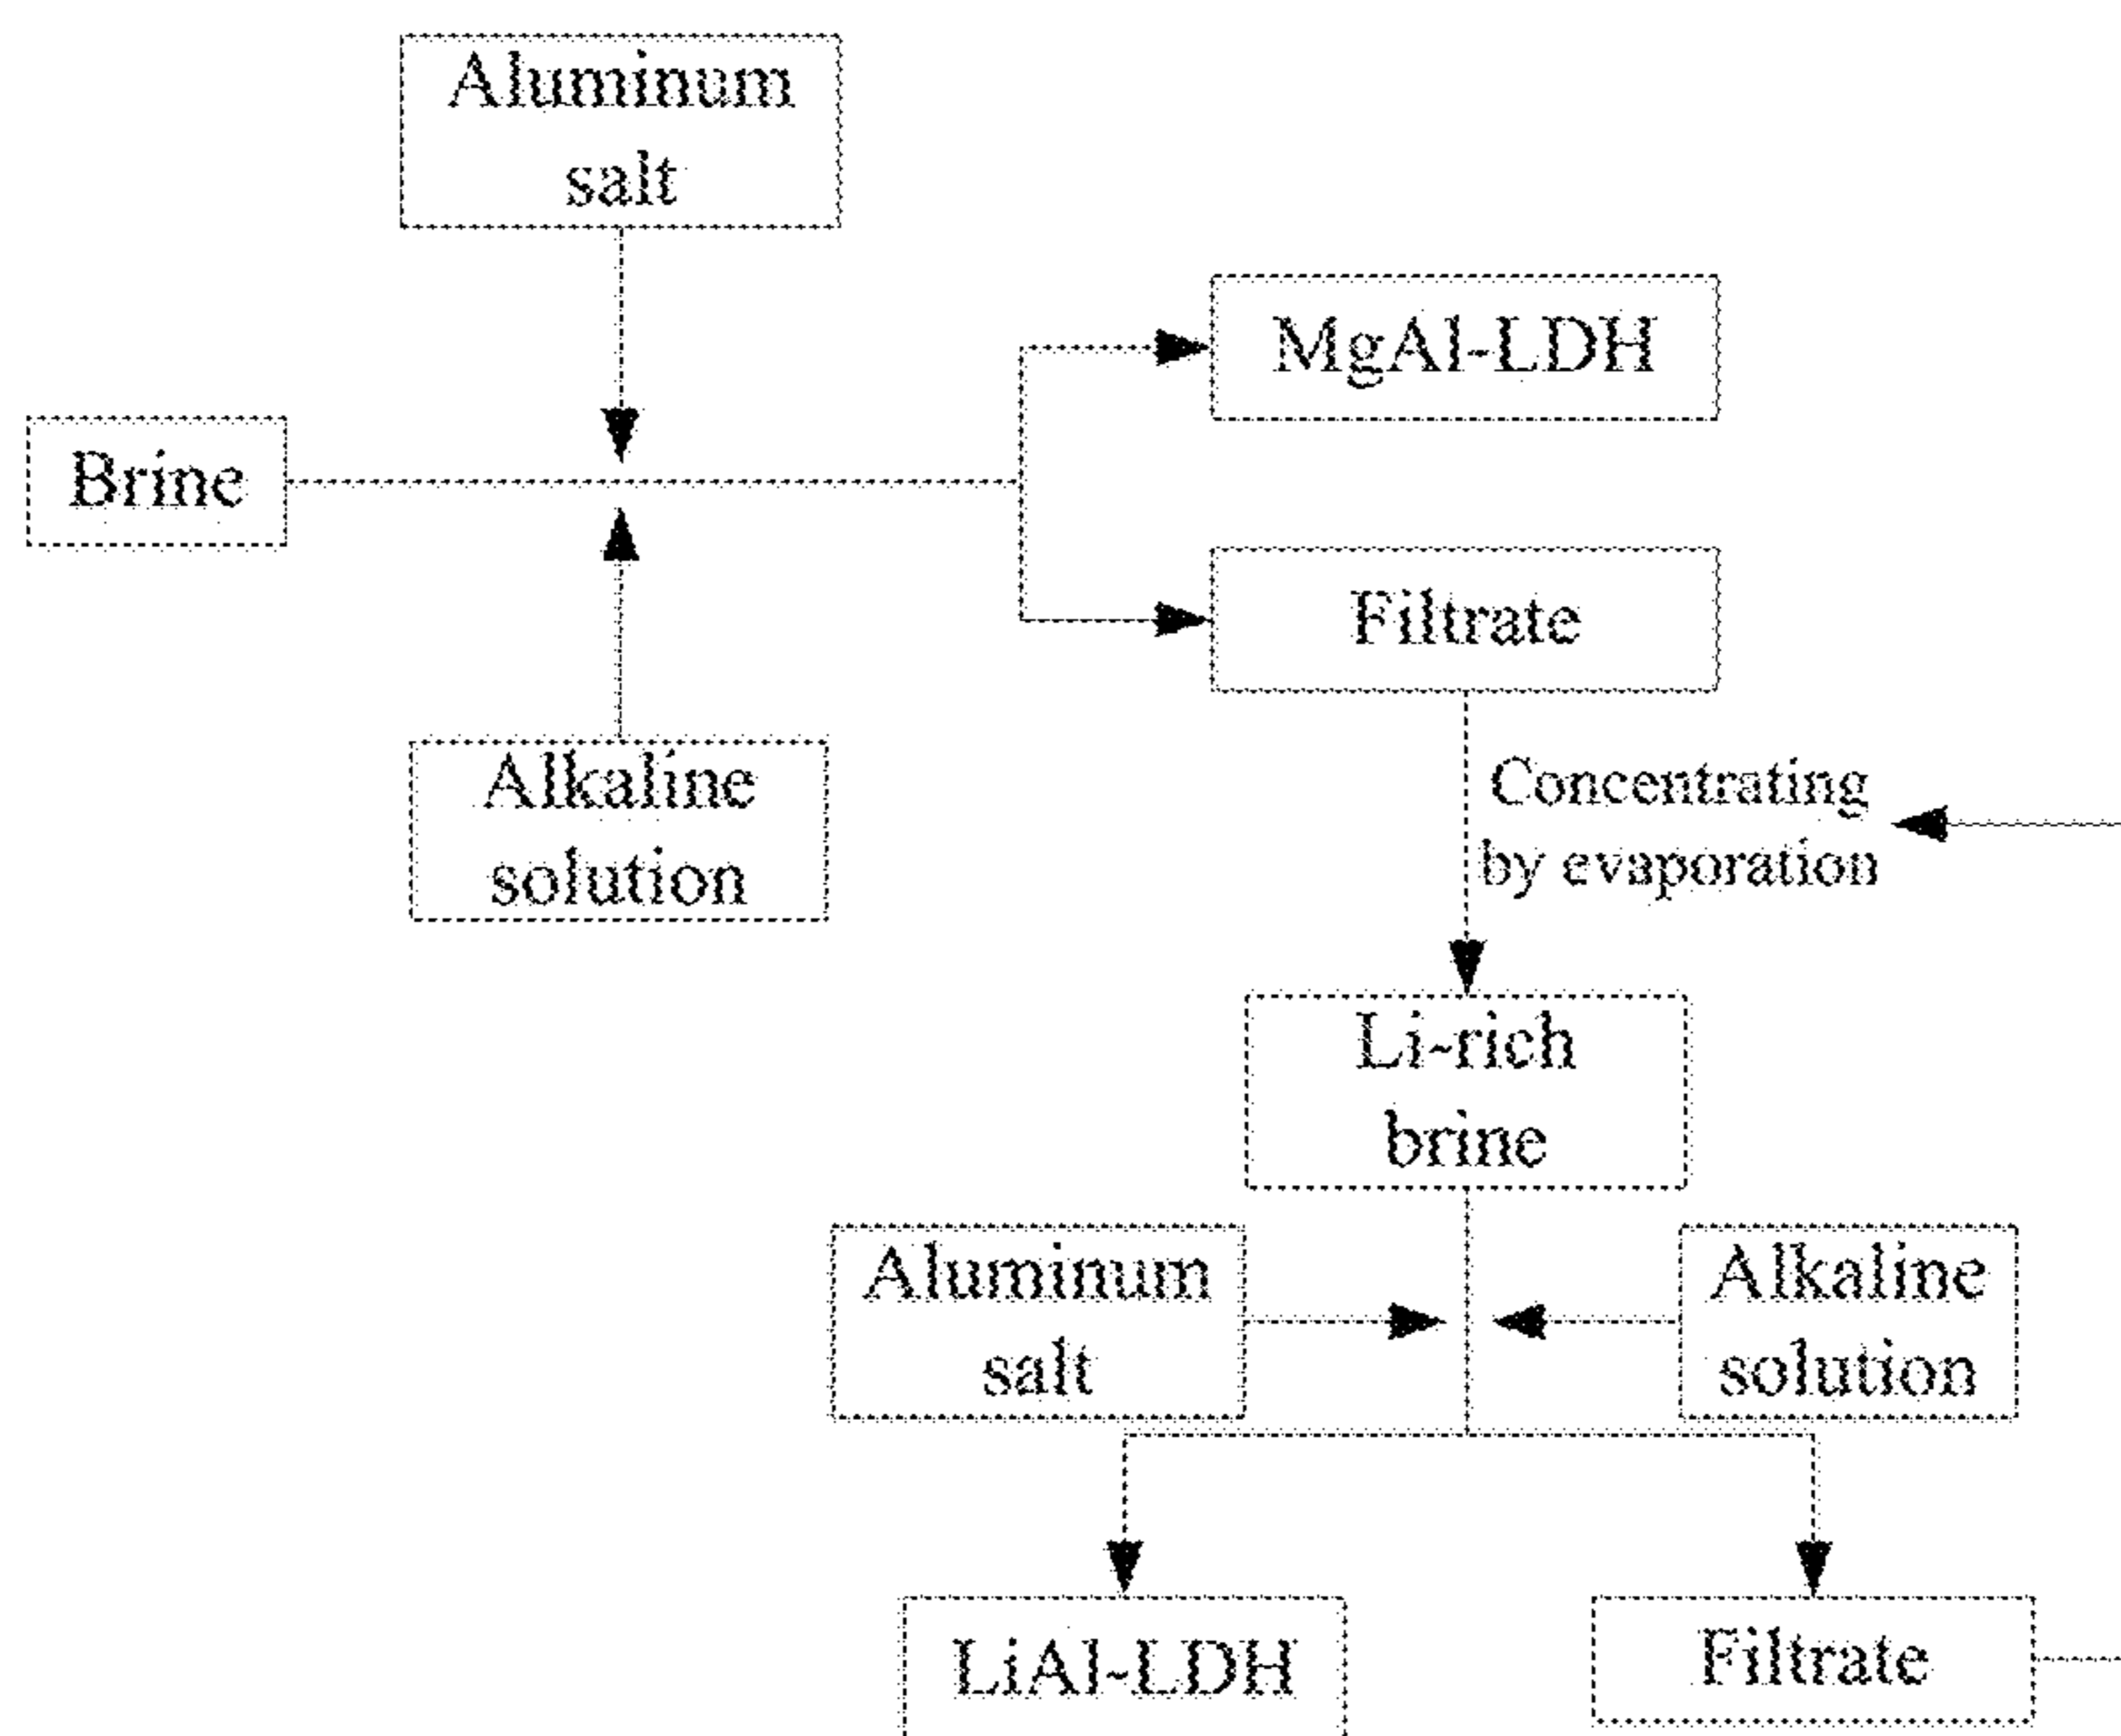 Aluminum
salt
MgAl-LDH
Brine
Filtrate
Alkaline
solution
Concentrating
by evaporation
Li-rich
brine
Aluminum
salt
Alkaline
solution
LiAl-LDH
Filtrate